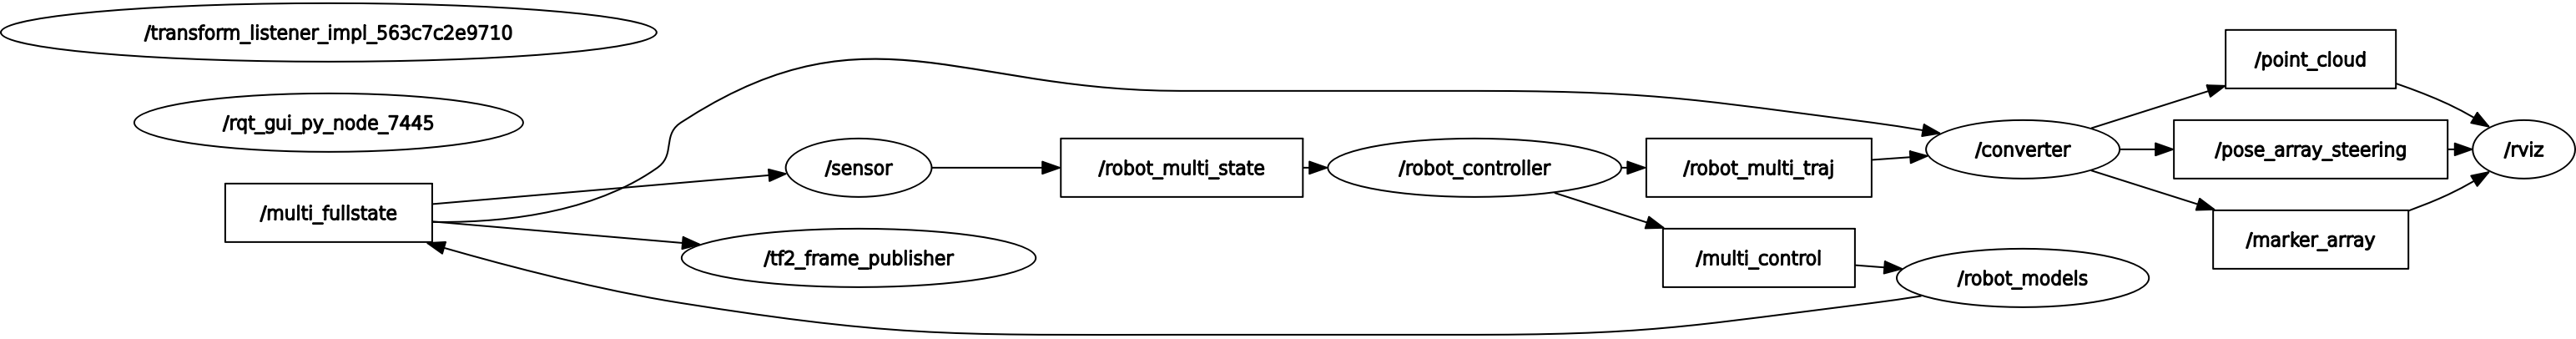 /transform_listener_impl_563c7c2e9710
/rqt_gui_py_node_7445
/multi_fullstate
/sensor
/tf2_frame_publisher
/robot_multi_state
/robot_controller
/robot_multi_traj
/multi_control
/converter
/robot_models
/point_cloud
/pose_array_steering
/marker_array
/rviz